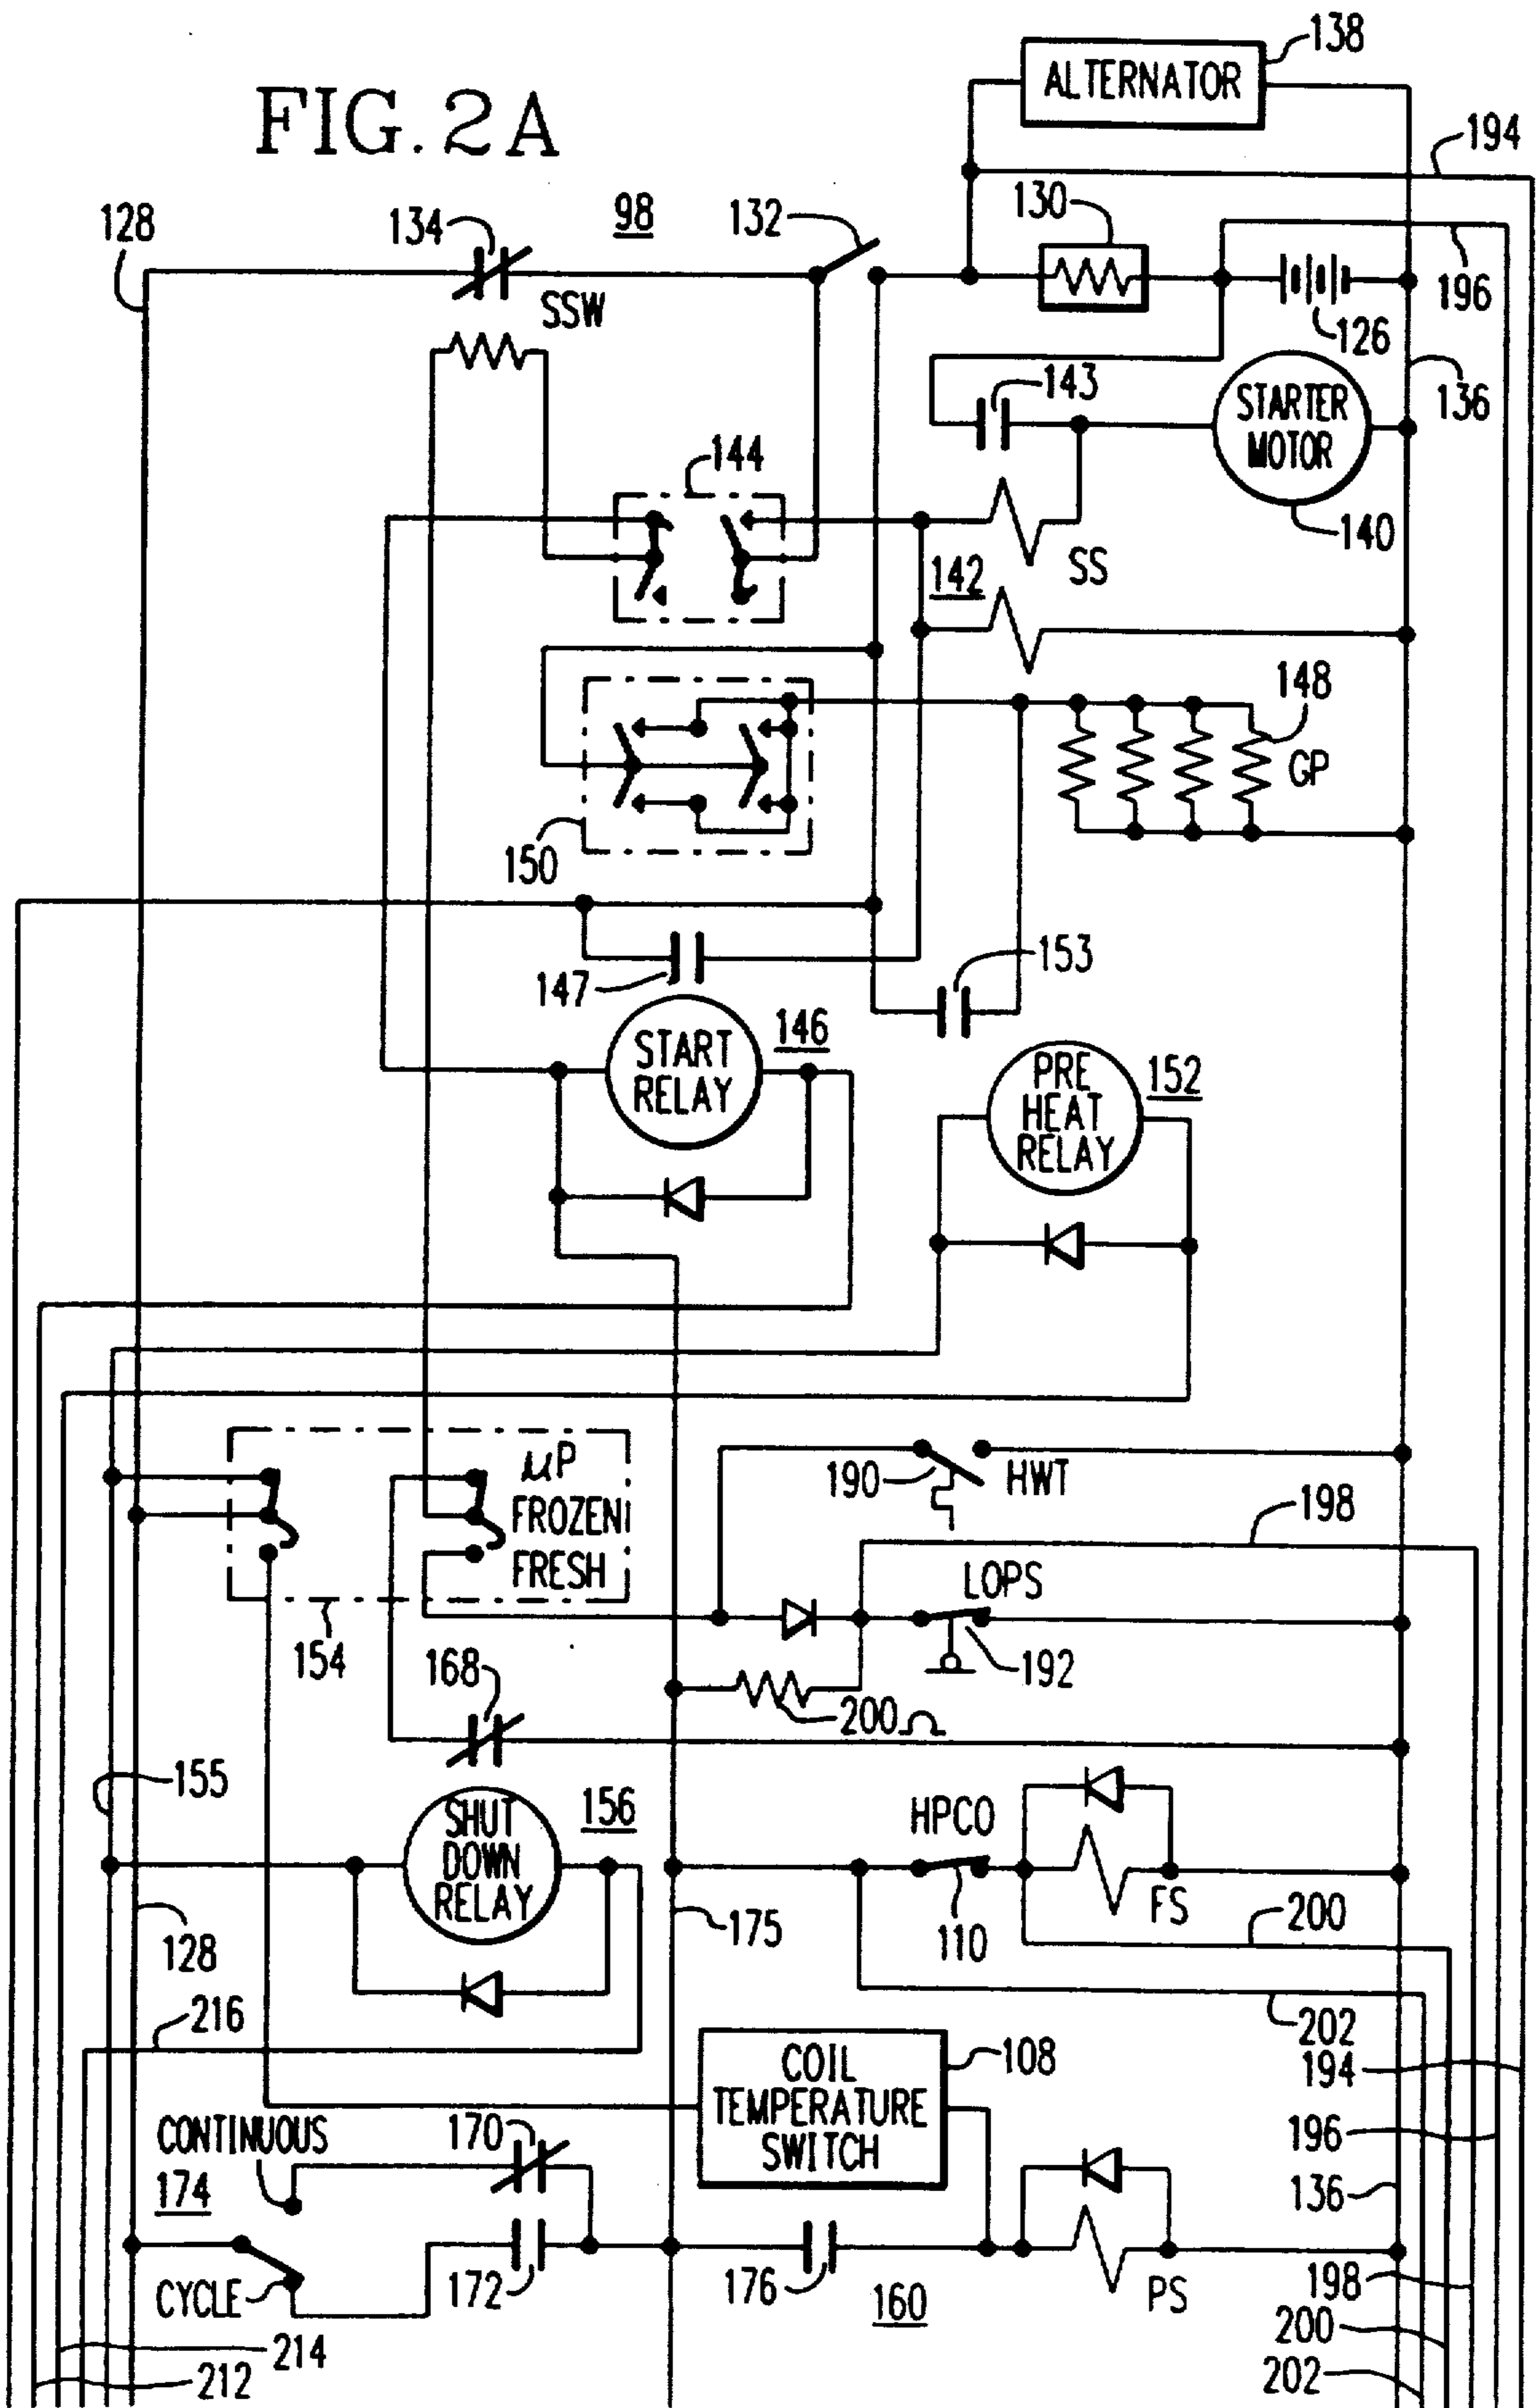 FIG. 2A
138
ALTERNATOR
194
128
134
98
132
130
196
SSW
126
136
143
STARTER
MOTOR
144
140
142
SS
148
GP
150
147
153
146
START
RELAY
PRE
HEAT
RELAY
152
µP
FROZEN
FRESH
190
HWT
198
LOPS
154
168
192
200Ω
155
SHUT
DOWN
RELAY
156
HPCO
FS
200
128
175
110
216
202
COIL
TEMPERATURE
SWITCH
108
194
CONTINUOUS
170
196
174
136
CYCLE
172
176
160
PS
198
214
200
212
202